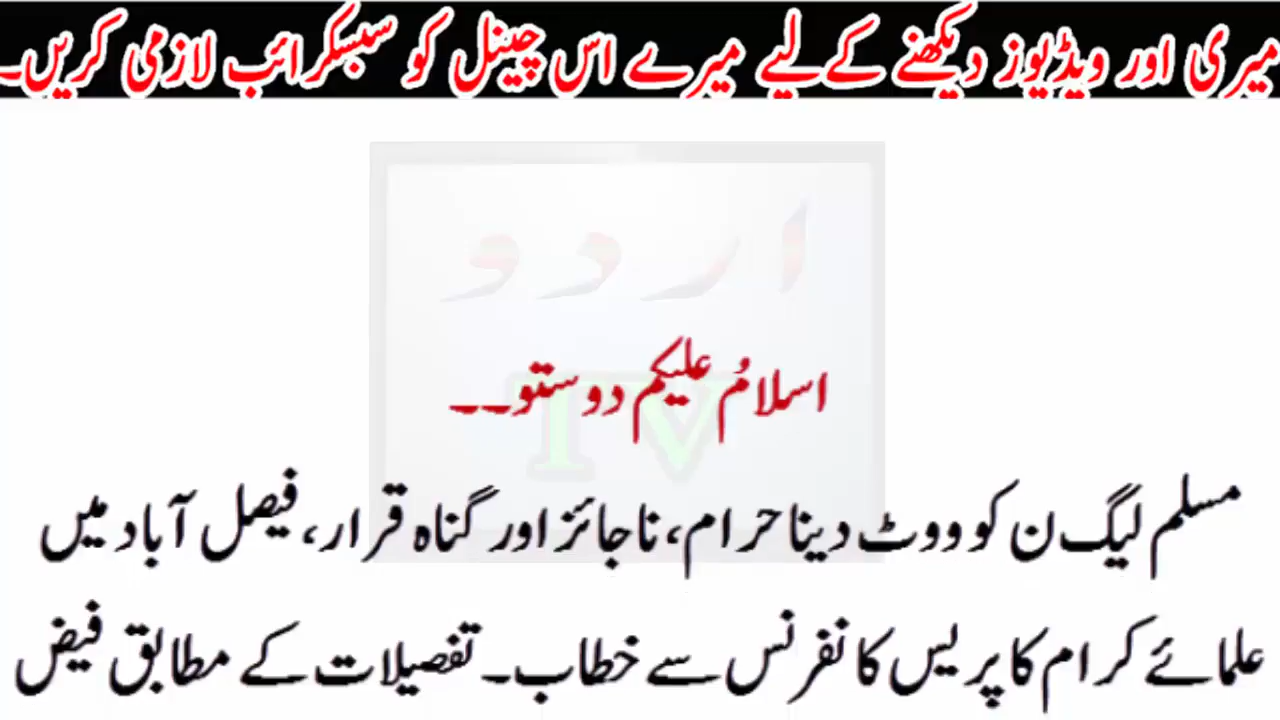 میری اور ویڈیوز دیکھنے کےلیے میرے اس چینل کو سبسکرائب لازمی کریں۔
اردو
اسلامُ علیکم دوستو۔۔۔
TV
مسلم لیگ ن کو ووٹ دینا حرام، ناجائز اور گناہ قرار، فیصل آباد میں
علمائے کرام کا پریس کانفرنس سے خطاب۔ تفصیلات کے مطابق فیض